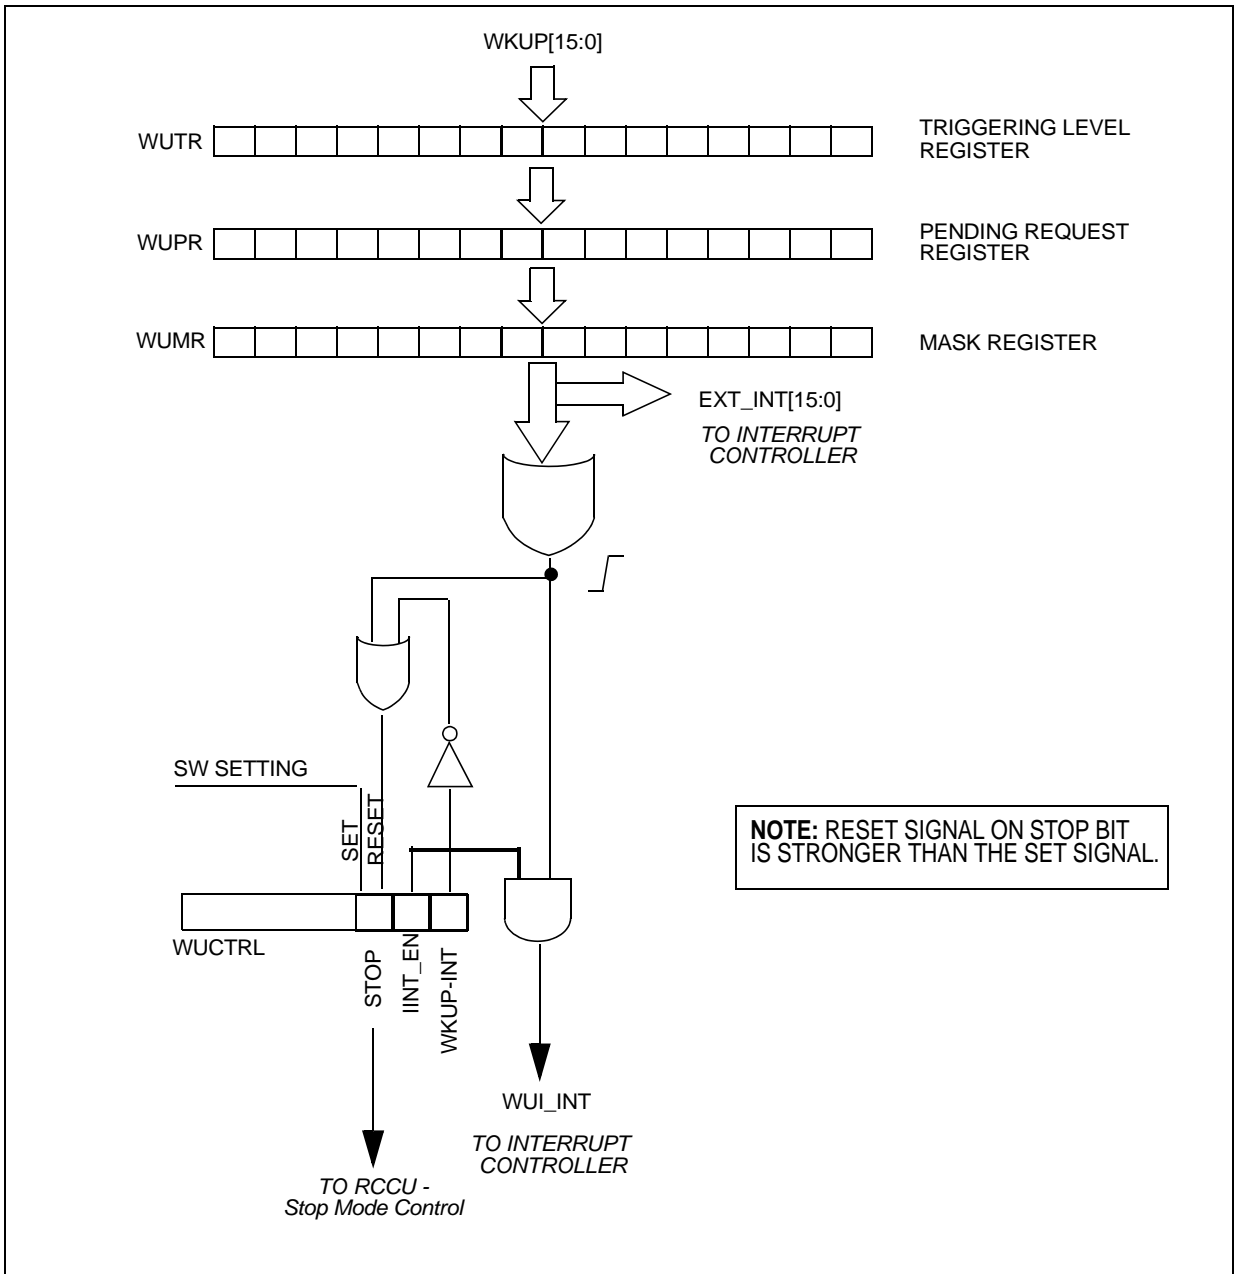 WKUP[15:0]
WUTR
TRIGGERING LEVEL
REGISTER
WUPR
PENDING REQUEST
REGISTER
WUMR
MASK REGISTER
EXT_INT[15:0]
TO INTERRUPT
CONTROLLER
SW SETTING
SET
RESET
NOTE: RESET SIGNAL ON STOP BIT
IS STRONGER THAN THE SET SIGNAL.
WUCTRL
STOP
IINT_EN
WKUP-INT
WUI_INT
TO INTERRUPT
CONTROLLER
TO RCCU -
Stop Mode Control